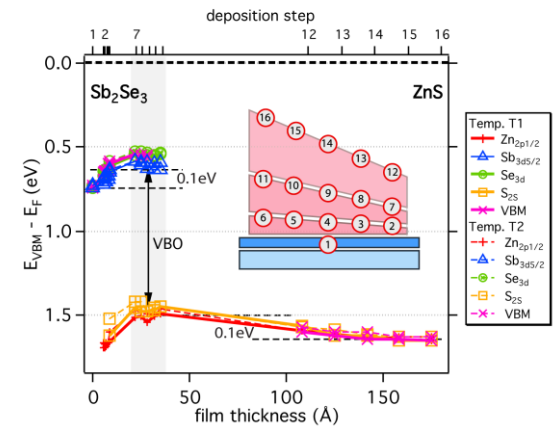 deposition step
1 2 7 12 13 14 15 16
0.0
Sb2Se3 ZnS
0.5
0.1eV
1.0
VBO
1.5
0.1eV
EVBM - EF (eV)
0 50 100 150
film thickness (Å)
16 15 14 13 12
11 10 9 8 7
6 5 4 3 2
1
Temp. T1
Zn2p1/2
Sb3d5/2
Se3d
S2S
VBM
Temp. T2
Zn2p1/2
Sb3d5/2
Se3d
S2S
VBM